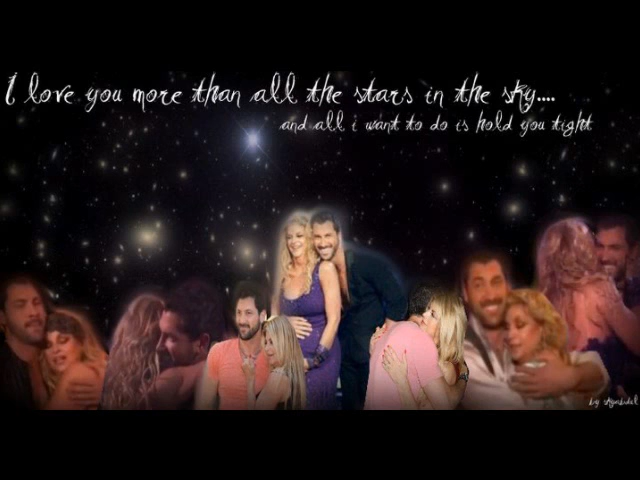 I love you more than all the stars in the sky....
and all i want to do is hold you tight
by